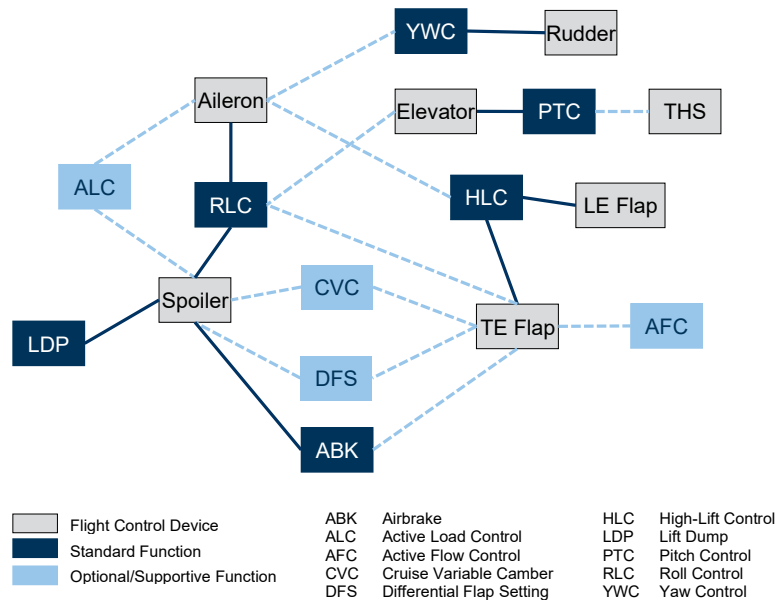 YWC
Rudder
Aileron
Elevator
PTC
THS
ALC
RLC
HLC
LE Flap
Spoiler
CVC
TE Flap
AFC
LDP
DFS
ABK
Flight Control Device
Standard Function
Optional/Supportive Function
ABK Airbrake
ALC Active Load Control
AFC Active Flow Control
CVC Cruise Variable Camber
DFS Differential Flap Setting
HLC High-Lift Control
LDP Lift Dump
PTC Pitch Control
RLC Roll Control
YWC Yaw Control